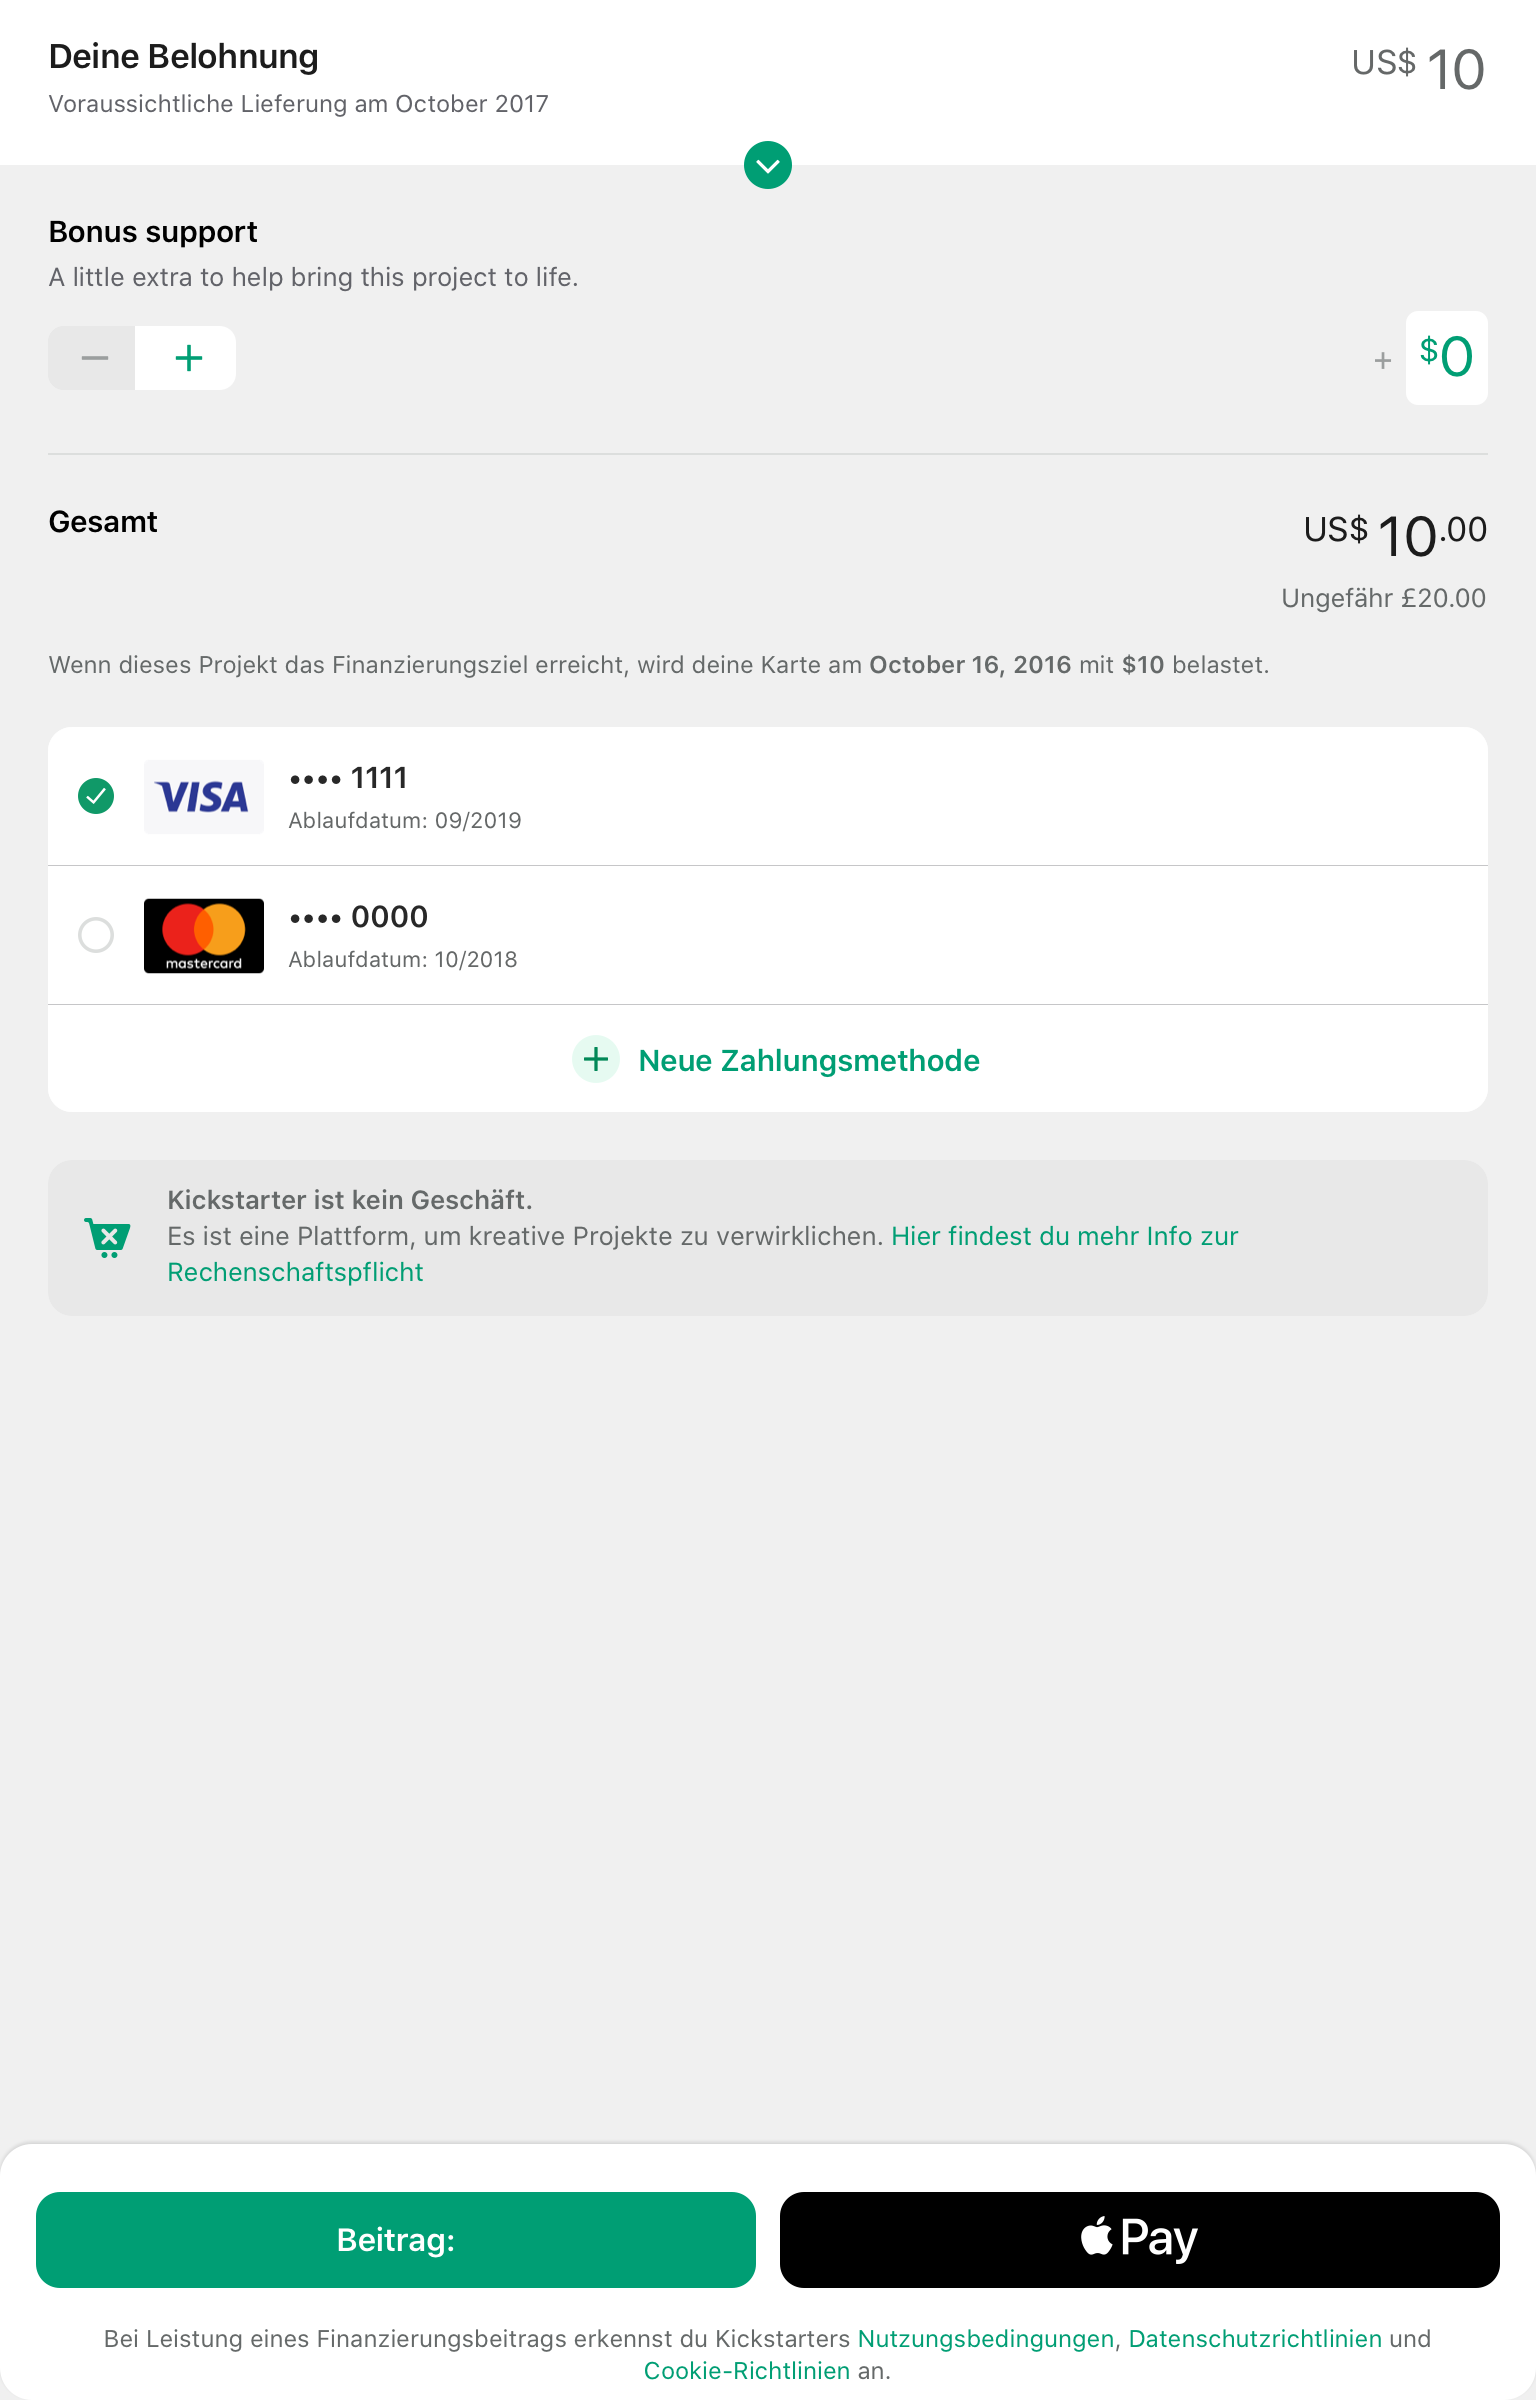 Deine Belohnung
US$ 10
Voraussichtliche Lieferung am October 2017
Bonus support
A little extra to help bring this project to life.
− +
+ $0
Gesamt
US$ 10.00
Ungefähr £20.00
Wenn dieses Projekt das Finanzierungsziel erreicht, wird deine Karte am October 16, 2016 mit $10 belastet.
VISA
•••• 1111
Ablaufdatum: 09/2019
mastercard
•••• 0000
Ablaufdatum: 10/2018
+ Neue Zahlungsmethode
Kickstarter ist kein Geschäft.
Es ist eine Plattform, um kreative Projekte zu verwirklichen. Hier findest du mehr Info zur
Rechenschaftspflicht
Beitrag:
Pay
Bei Leistung eines Finanzierungsbeitrags erkennst du Kickstarters Nutzungsbedingungen, Datenschutzrichtlinien und
Cookie-Richtlinien an.